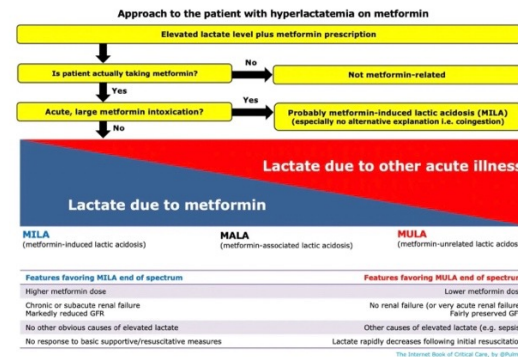 Approach to the patient with hyperlactatemia on metformin
Elevated lactate level plus metformin prescription
Is patient actually taking metformin?
No
Not metformin-related
Yes
Acute, large metformin intoxication?
Yes
Probably metformin-induced lactic acidosis (MILA)
(especially no alternative explanation i.e. coingestion)
No
Lactate due to other acute illness
Lactate due to metformin
MILA
(metformin-induced lactic acidosis)
MALA
(metformin-associated lactic acidosis)
MULA
(metformin-unrelated lactic acidos
Features favoring MILA end of spectrum
Features favoring MULA end of spectrum
Higher metformin dose
Lower metformin dos
Chronic or subacute renal failure
Markedly reduced GFR
No renal failure (or very acute renal failure
Fairly preserved GF
No other obvious causes of elevated lactate
Other causes of elevated lactate (e.g. sepsis
No response to basic supportive/resuscitative measures
Lactate rapidly decreases following initial resuscitatio
The Internet Book of Critical Care, by